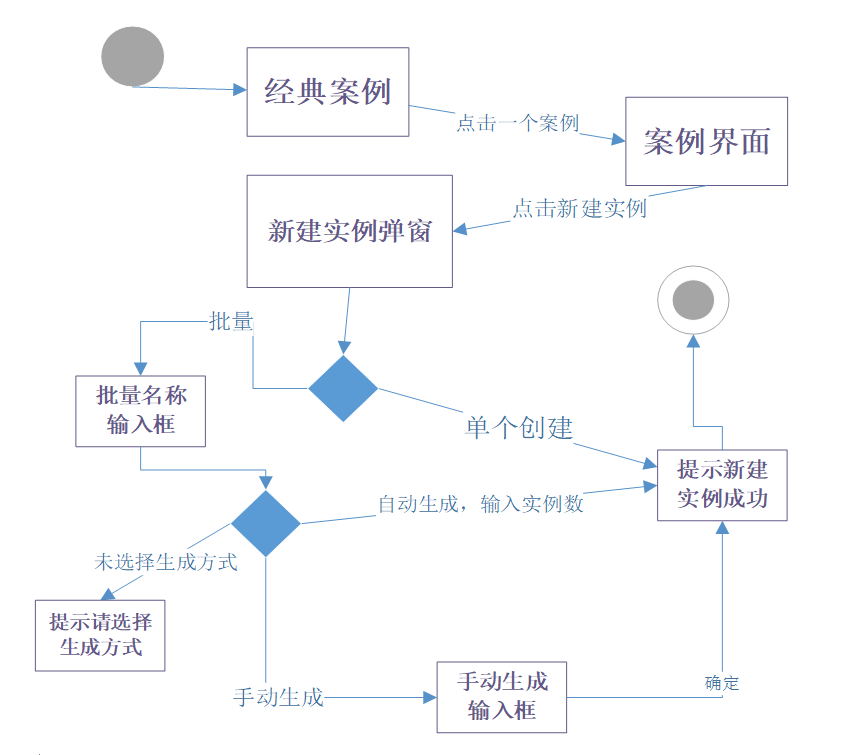 经典案例
点击一个案例
案例界面
点击新建实例
新建实例弹窗
批量
批量名称
输入框
单个创建
提示新建
实例成功
自动生成，输入实例数
未选择生成方式
提示请选择
生成方式
手动生成
手动生成
输入框
确定